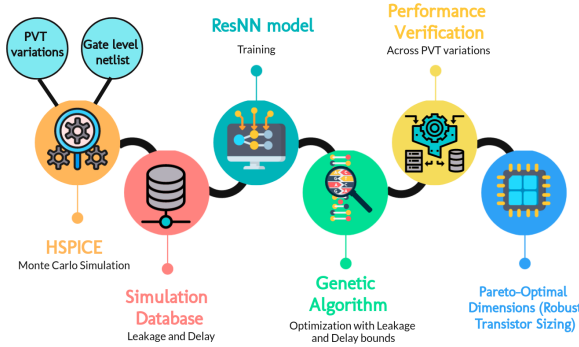 PVT
variations
Gate level
netlist
HSPICE
Monte Carlo Simulation
Simulation
Database
Leakage and Delay
ResNN model
Training
Genetic
Algorithm
Optimization with Leakage
and Delay bounds
Performance
Verification
Across PVT variations
Pareto-Optimal
Dimensions (Robust
Transistor Sizing)